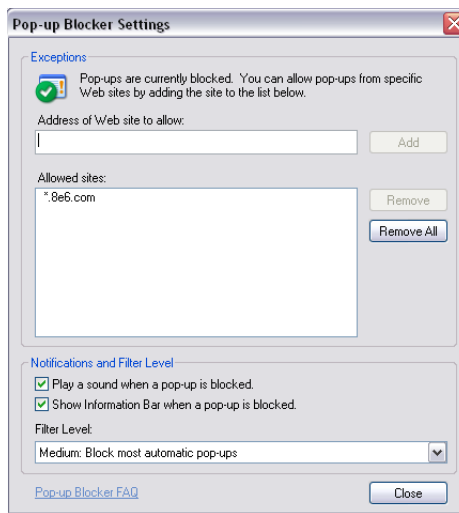 Pop-up Blocker Settings
Exceptions
Pop-ups are currently blocked. You can allow pop-ups from specific
Web sites by adding the site to the list below.
Address of Web site to allow:
Add
Allowed sites:
*.8e6.com
Remove
Remove All
Notifications and Filter Level
Play a sound when a pop-up is blocked.
Show Information Bar when a pop-up is blocked.
Filter Level:
Medium: Block most automatic pop-ups
Pop-up Blocker FAQ
Close